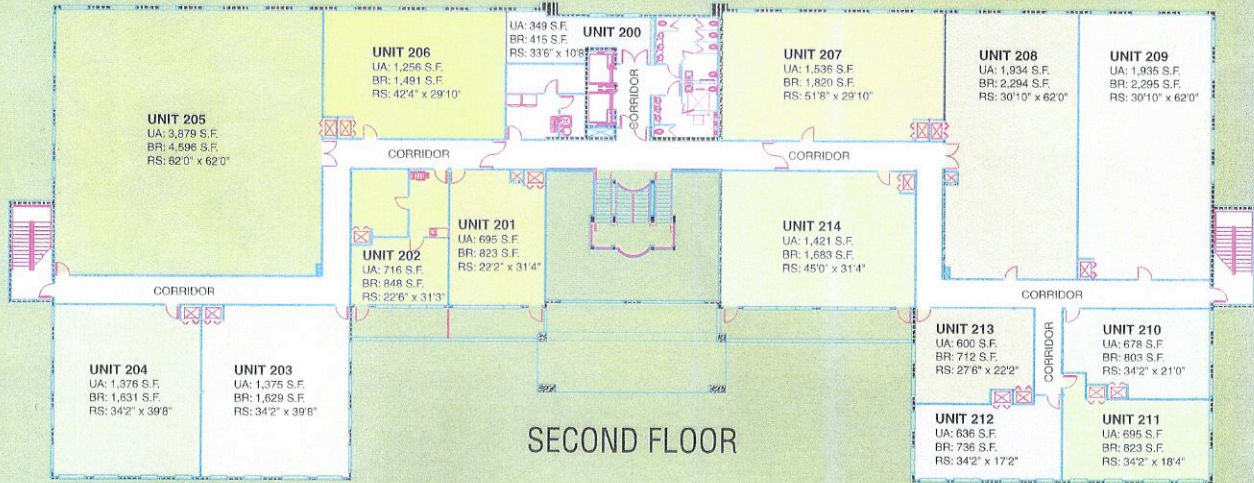 UNIT 205
UA: 3,879 S.F.
BR: 4,596 S.F.
RS: 62'0" x 62'0"
UNIT 206
UA: 1,256 S.F.
BR: 1,491 S.F.
RS: 42'4" x 29'10"
UNIT 200
UA: 349 S.F.
BR: 415 S.F.
RS: 33'6" x 10'8"
CORRIDOR
UNIT 207
UA: 1,536 S.F.
BR: 1,820 S.F.
RS: 51'8" x 29'10"
UNIT 208
UA: 1,934 S.F.
BR: 2,294 S.F.
RS: 30'10" x 62'0"
UNIT 209
UA: 1,935 S.F.
BR: 2,295 S.F.
RS: 30'10" x 62'0"
CORRIDOR
CORRIDOR
UNIT 202
UA: 716 S.F.
BR: 848 S.F.
RS: 22'6" x 31'3"
UNIT 201
UA: 695 S.F.
BR: 823 S.F.
RS: 22'2" x 31'4"
UNIT 214
UA: 1,421 S.F.
BR: 1,683 S.F.
RS: 45'0" x 31'4"
CORRIDOR
CORRIDOR
UNIT 204
UA: 1,376 S.F.
BR: 1,631 S.F.
RS: 34'2" x 39'8"
UNIT 203
UA: 1,375 S.F.
BR: 1,629 S.F.
RS: 34'2" x 39'8"
UNIT 213
UA: 600 S.F.
BR: 712 S.F.
RS: 27'6" x 22'2"
CORRIDOR
UNIT 210
UA: 678 S.F.
BR: 803 S.F.
RS: 34'2" x 21'0"
UNIT 212
UA: 636 S.F.
BR: 736 S.F.
RS: 34'2" x 17'2"
UNIT 211
UA: 695 S.F.
BR: 823 S.F.
RS: 34'2" x 18'4"
SECOND FLOOR